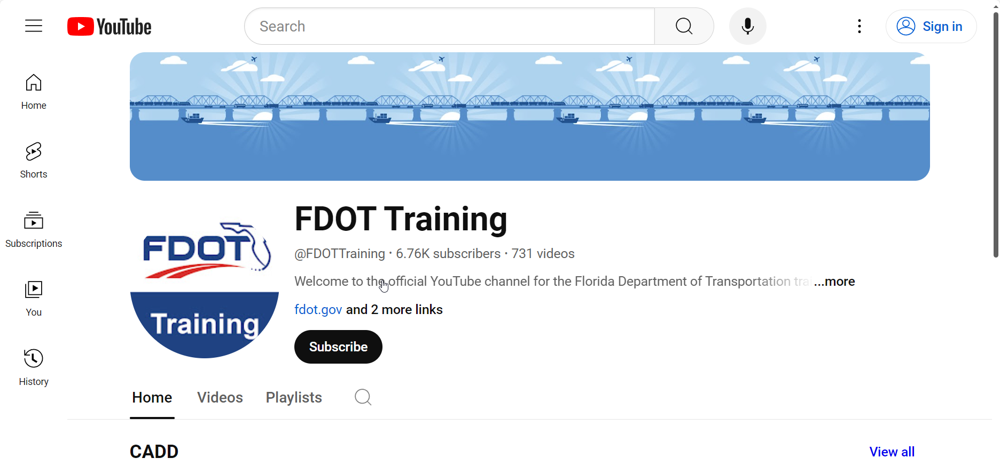 YouTube
Search
Sign in
Home
Shorts
Subscriptions
You
History
FDOT
Training
FDOT Training
@FDOTTraining · 6.76K subscribers · 731 videos
Welcome to the official YouTube channel for the Florida Department of Transportation ...more
fdot.gov and 2 more links
Subscribe
Home Videos Playlists
CADD
View all